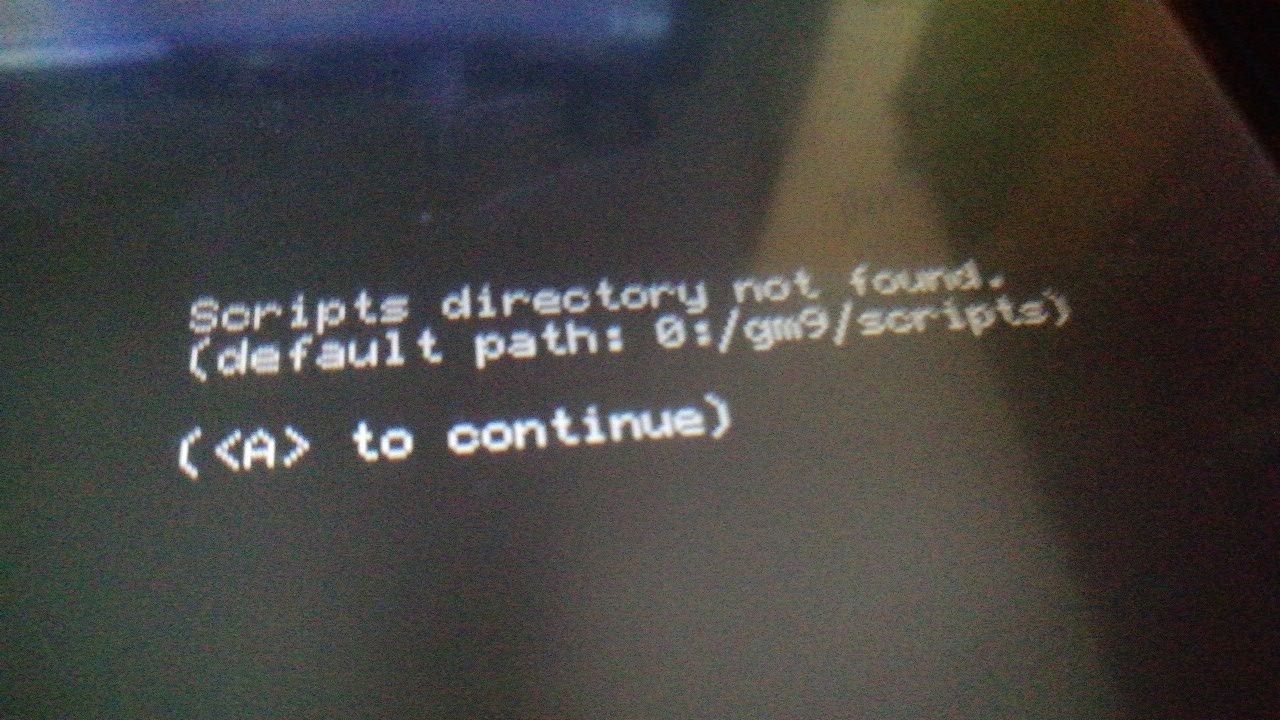 Scripts directory not found.
(default path: 0:/gm9/scripts)
(<A> to continue)